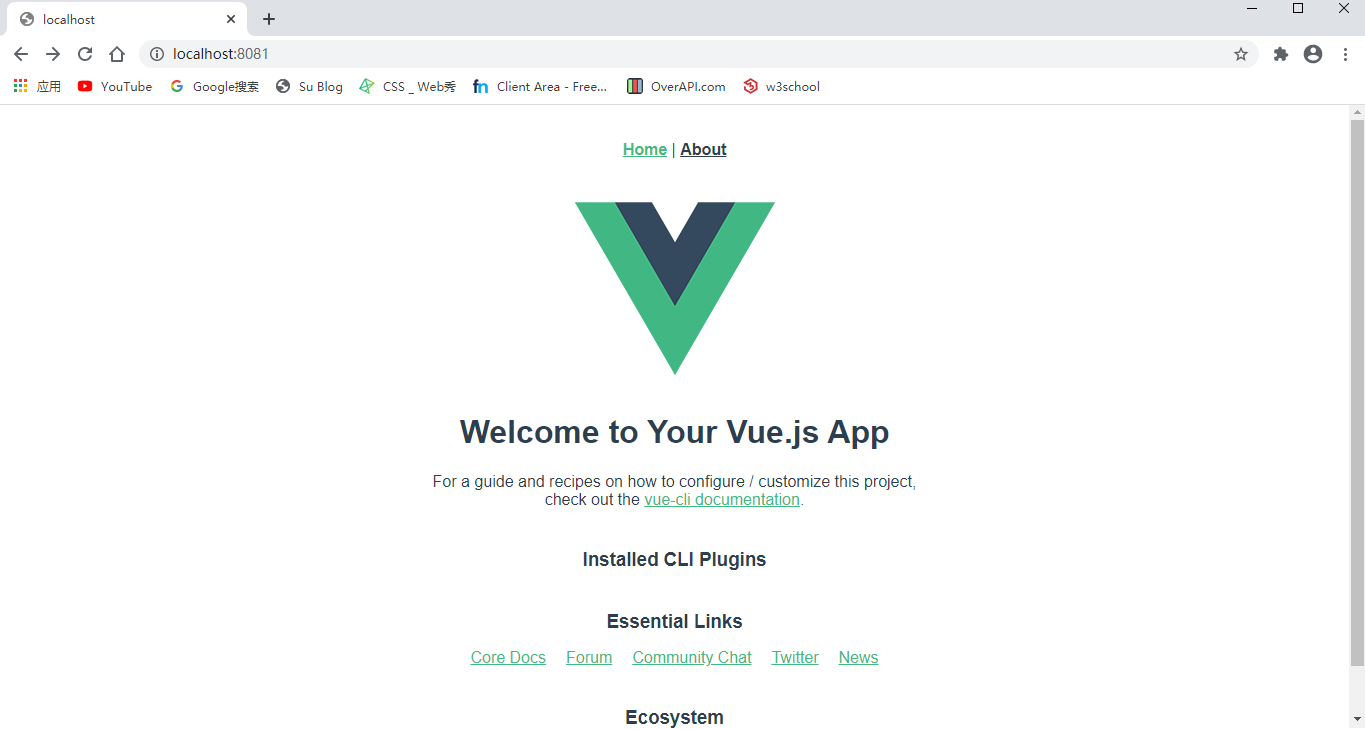 localhost
localhost:8081
应用 YouTube Google搜索 Su Blog CSS _ Web秀 Client Area - Free... OverAPI.com w3school
Home | About
Welcome to Your Vue.js App
For a guide and recipes on how to configure / customize this project,
check out the vue-cli documentation.
Installed CLI Plugins
Essential Links
Core Docs Forum Community Chat Twitter News
Ecosystem